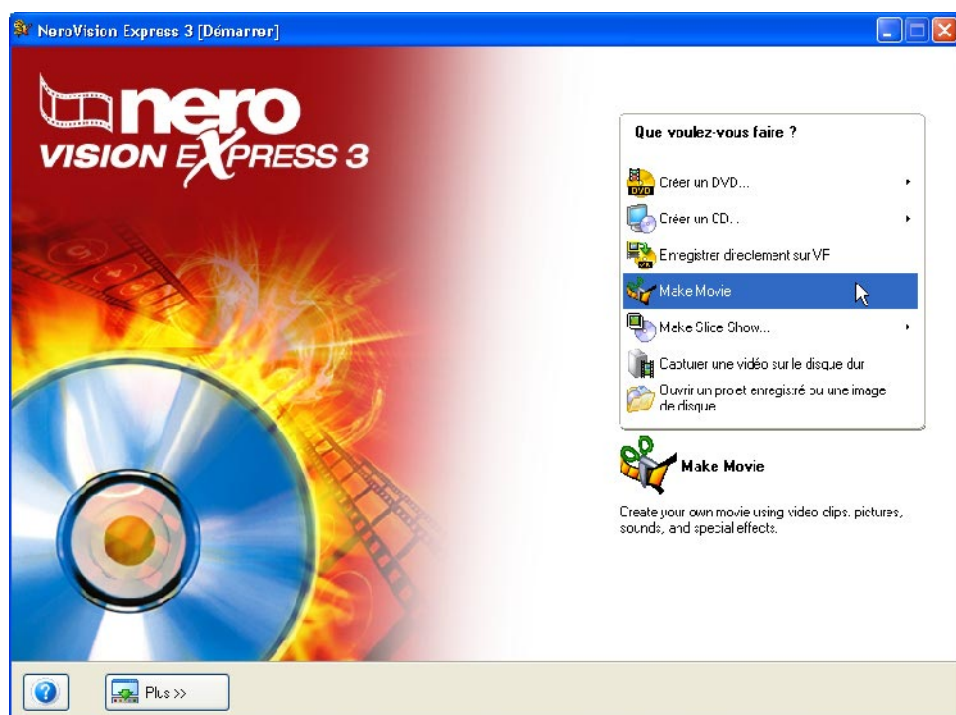 NeroVision Express 3 [Démarrer]
nero
VISION EXPRESS 3
Que voulez-vous faire ?
Créer un DVD...
DVD
Créer un CD...
Enregistrer directement sur VF
Make Movie
Make Slice Show...
Capturer une vidéo sur le disque dur
Ouvrir un projet enregistré ou une image
de disque
Make Movie
Create your own movie using video clips, pictures,
sounds, and special effects.
Plus >>